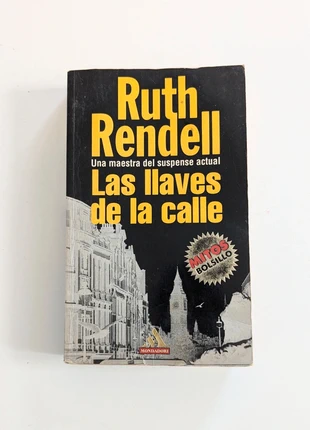 Ruth
Rendell
Una maestra del suspense actual
Las llaves
de la calle
MITOS
BOLSILLO
MONDADORI